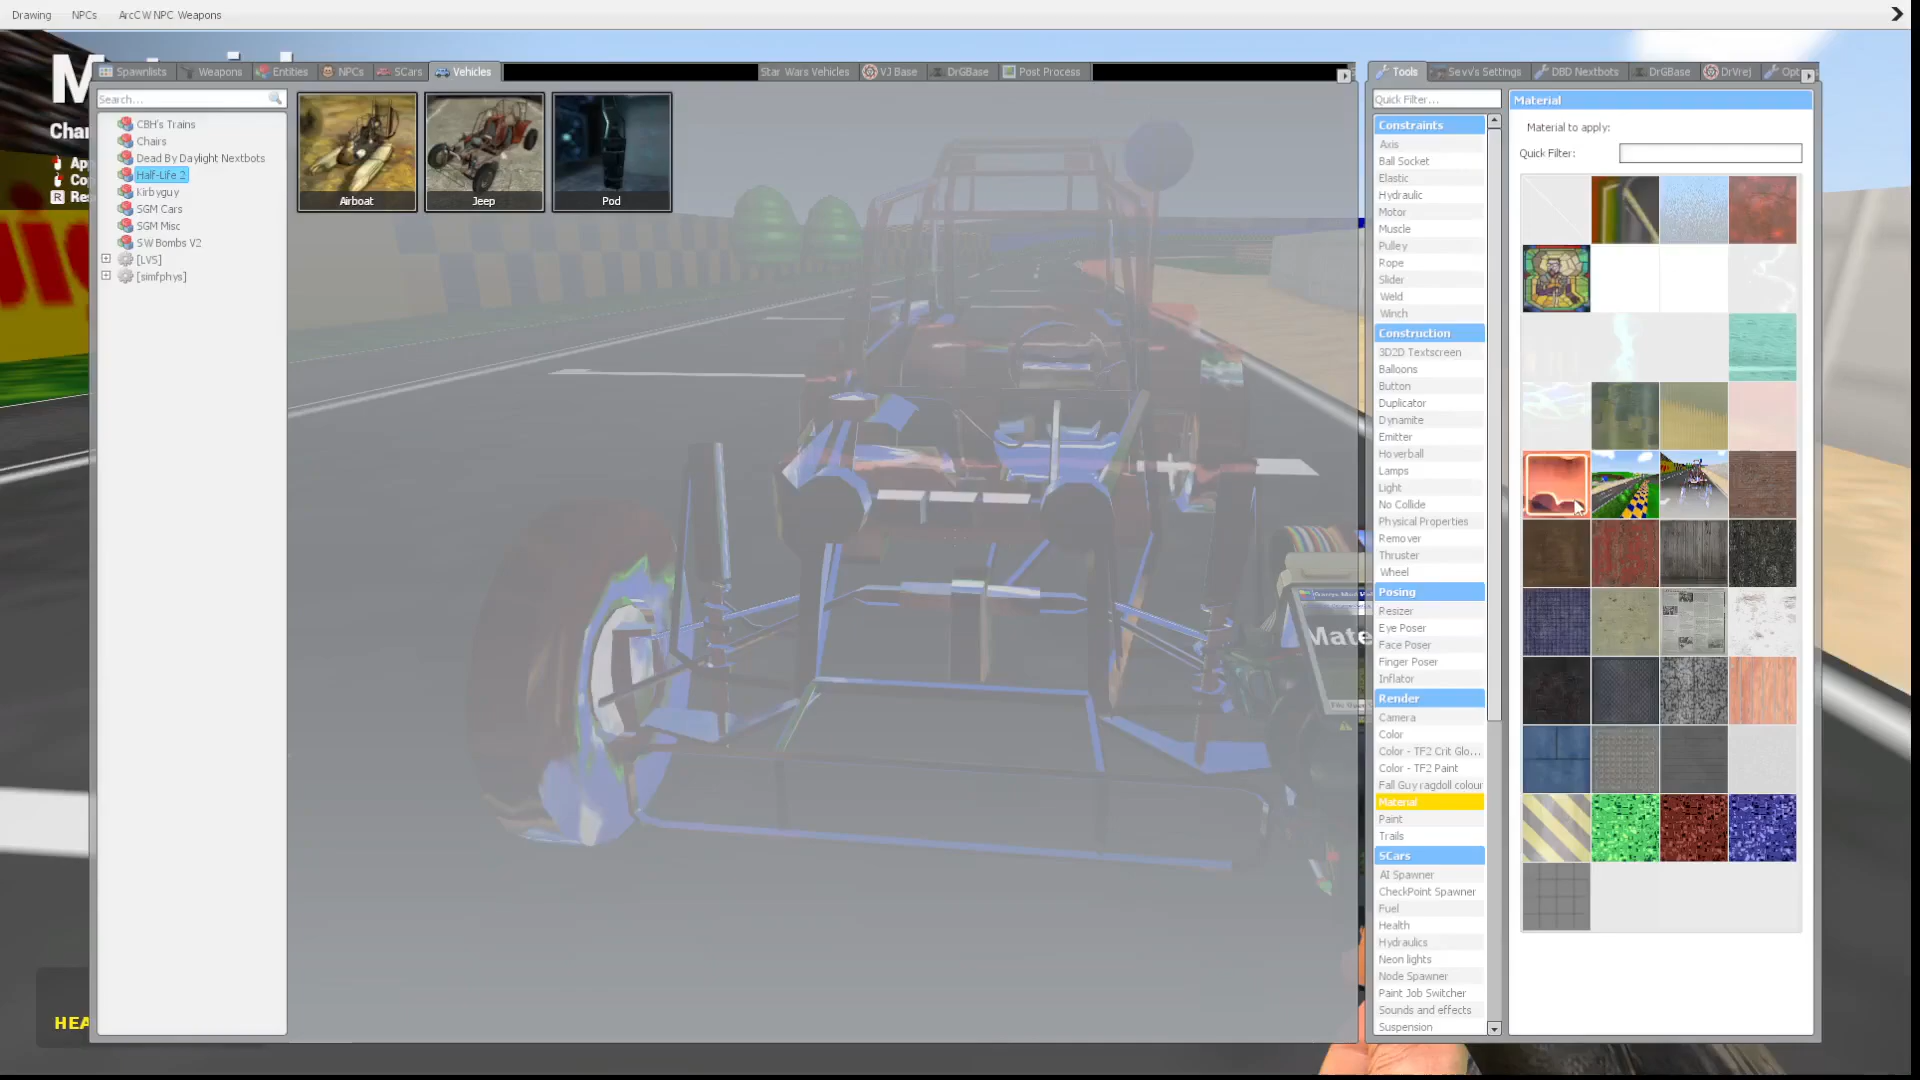 Drawing NPCs ArcCW NPC Weapons
M
Cha
Ap
Co
R Res
HEA
Spawnlists Weapons Entities NPCs SCars Vehicles Star Wars Vehicles VJ Base DrGBase Post Process
Search...
CBH's Trains
Chairs
Dead By Daylight Nextbots
Half-Life 2
Kirbyguy
SGM Cars
SGM Misc
SW Bombs V2
[LVS]
[simfphys]
Airboat Jeep Pod
Mate
Tools Sevv's Settings DBD Nextbots DrGBase DrVrej Opt
Quick Filter...
Constraints
Axis
Ball Socket
Elastic
Hydraulic
Motor
Muscle
Pulley
Rope
Slider
Weld
Winch
Construction
3D2D Textscreen
Balloons
Button
Duplicator
Dynamite
Emitter
Hoverball
Lamps
Light
No Collide
Physical Properties
Remover
Thruster
Wheel
Posing
Resizer
Eye Poser
Face Poser
Finger Poser
Inflator
Render
Camera
Color
Color - TF2 Crit Glo...
Color - TF2 Paint
Fall Guy ragdoll colour
Material
Paint
Trails
SCars
AI Spawner
CheckPoint Spawner
Fuel
Health
Hydraulics
Neon lights
Node Spawner
Paint Job Switcher
Sounds and effects
Suspension
Material
Material to apply:
Quick Filter: